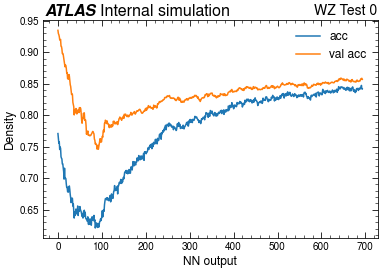 ATLAS Internal simulation WZ Test 0
0.95
0.90
0.85
0.80
0.75
0.70
0.65
Density
acc
val acc
0 100 200 300 400 500 600 700
NN output